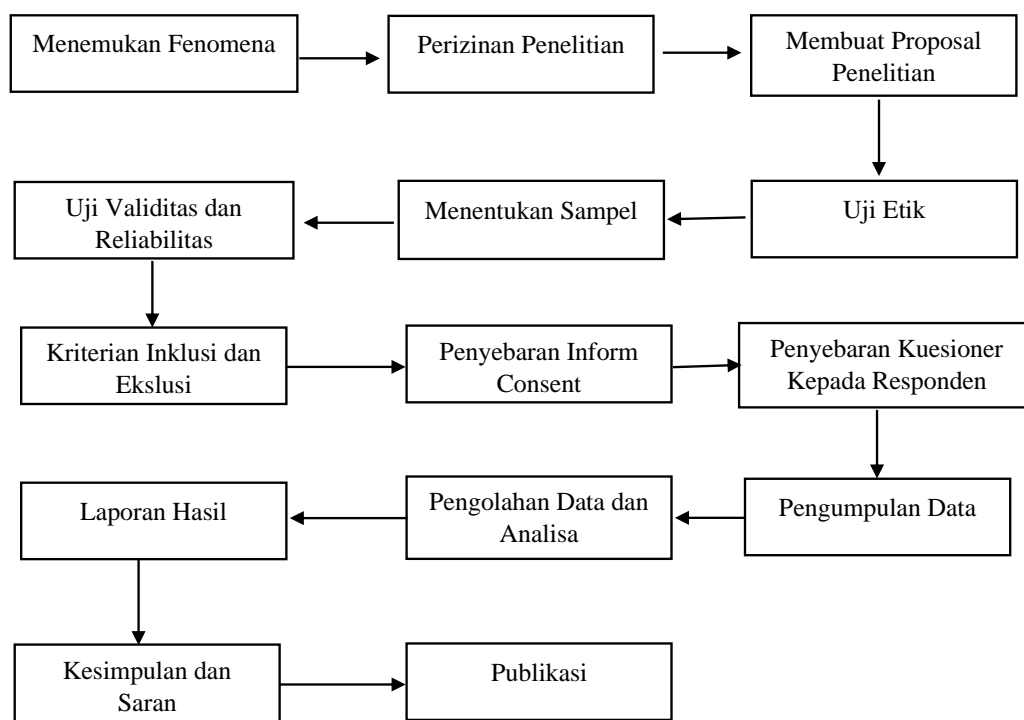 Menemukan Fenomena
Perizinan Penelitian
Membuat Proposal
Penelitian
Uji Etik
Menentukan Sampel
Uji Validitas dan
Reliabilitas
Kriterian Inklusi dan
Ekslusi
Penyebaran Inform
Consent
Penyebaran Kuesioner
Kepada Responden
Pengumpulan Data
Pengolahan Data dan
Analisa
Laporan Hasil
Kesimpulan dan
Saran
Publikasi